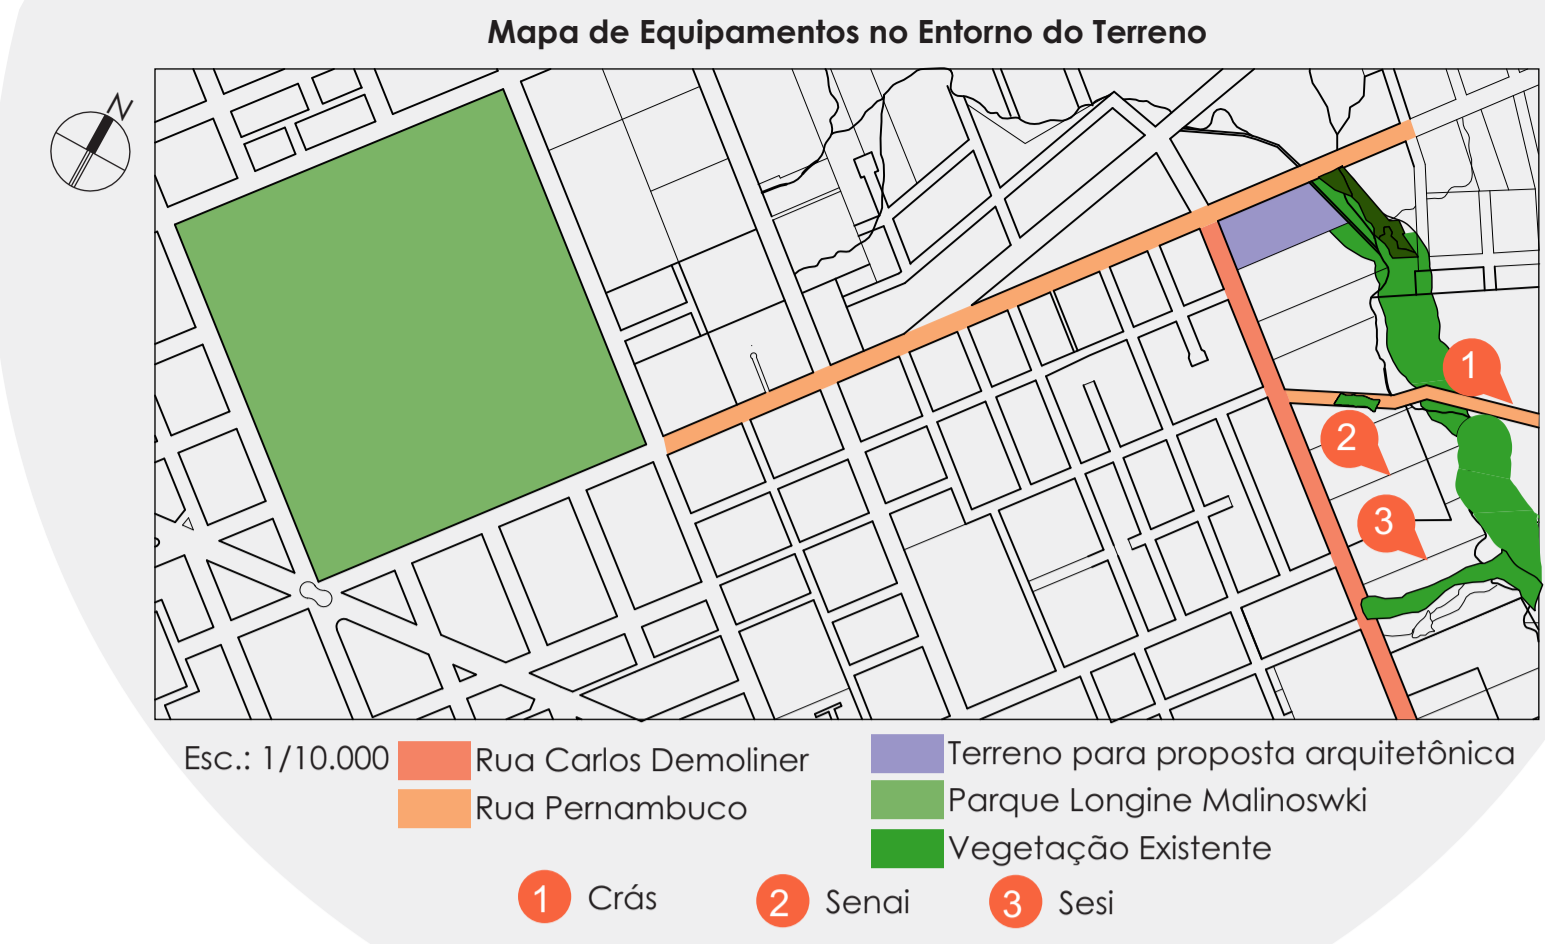 Mapa de Equipamentos no Entorno do Terreno
N
1
2
3
Esc.: 1/10.000
Rua Carlos Demoliner
Rua Pernambuco
Terreno para proposta arquitetônica
Parque Longine Malinoswki
Vegetação Existente
1 Crás
2 Senai
3 Sesi